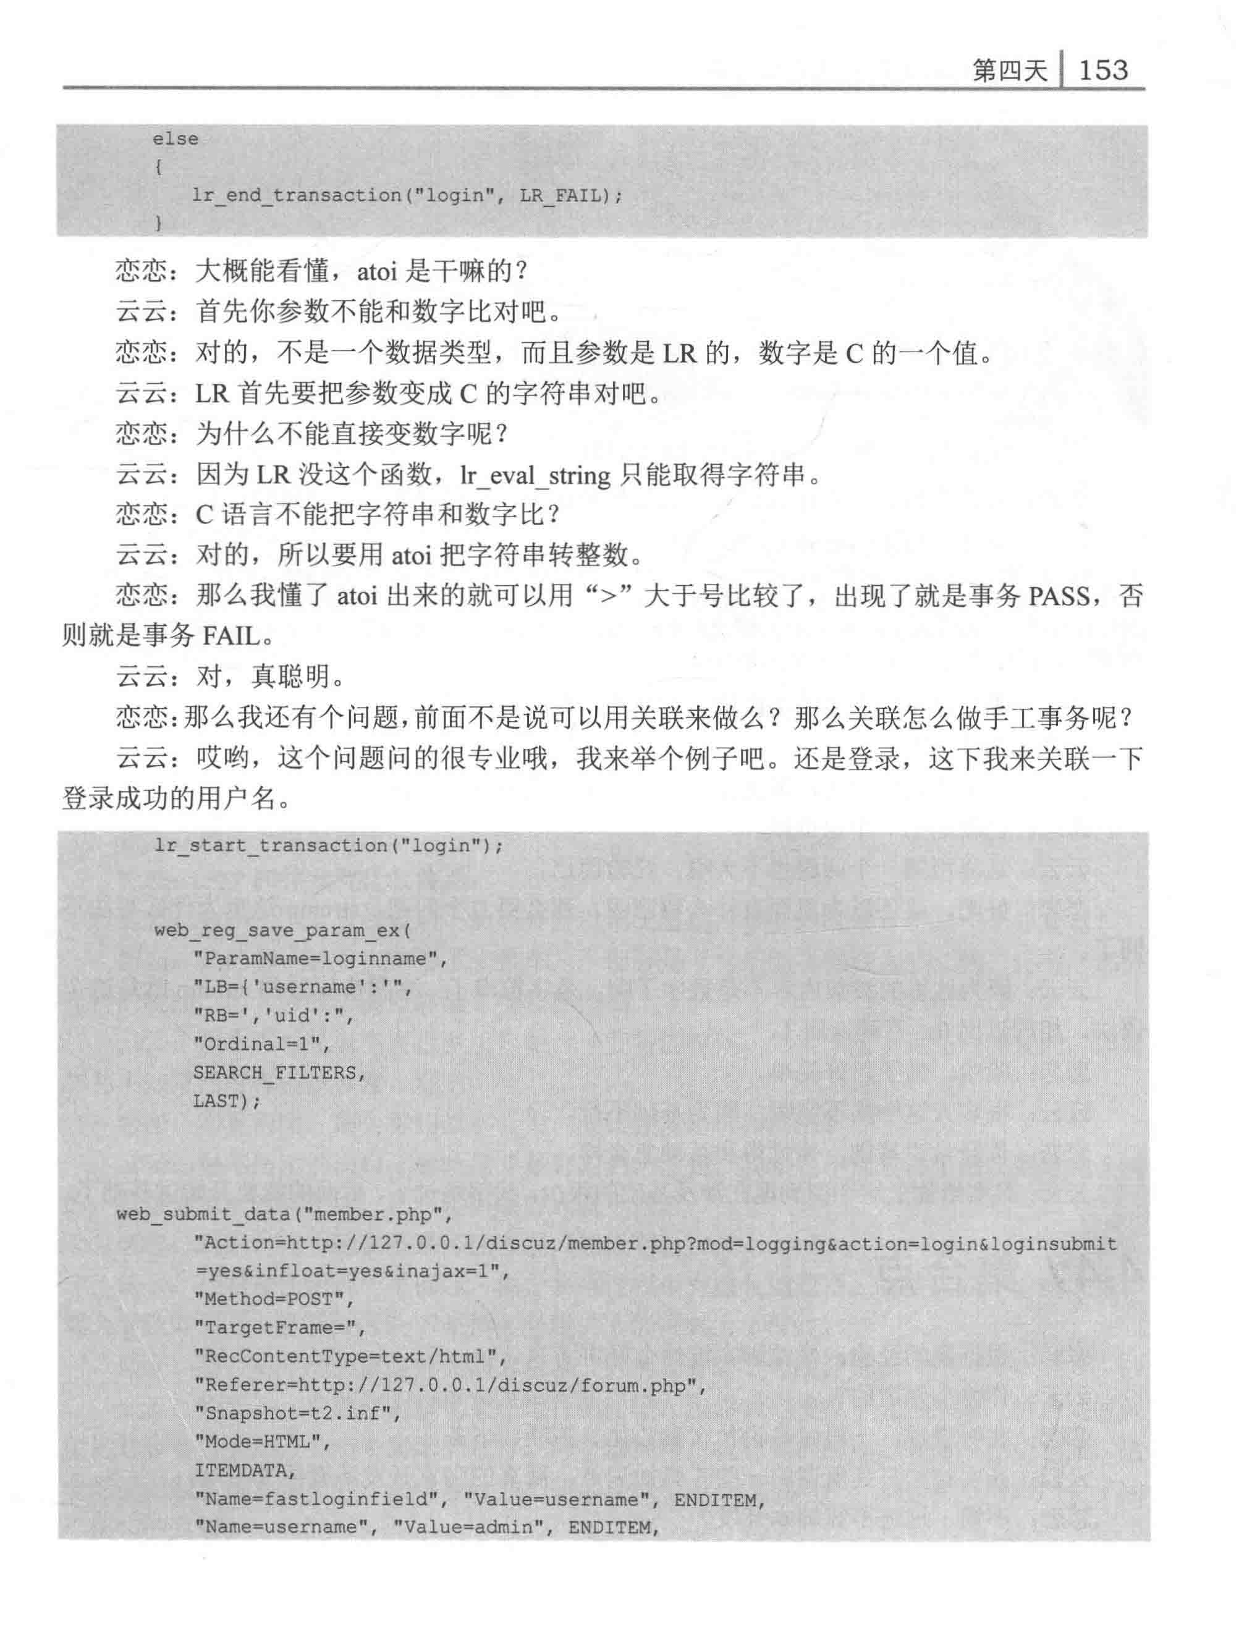 第四天 153
else
{
lr_end_transaction("login", LR_FAIL);
}
恋恋：大概能看懂，atoi 是干嘛的？
云云：首先你参数不能和数字比对吧。
恋恋：对的，不是一个数据类型，而且参数是 LR 的，数字是 C 的一个值。
云云：LR 首先要把参数变成 C 的字符串对吧。
恋恋：为什么不能直接变数字呢？
云云：因为 LR 没这个函数，lr_eval_string 只能取得字符串。
恋恋：C 语言不能把字符串和数字比？
云云：对的，所以要用 atoi 把字符串转整数。
恋恋：那么我懂了 atoi 出来的就可以用“>”大于号比较了，出现了就是事务 PASS，否
则就是事务 FAIL。
云云：对，真聪明。
恋恋：那么我还有个问题，前面不是说可以用关联来做么？那么关联怎么做手工事务呢？
云云：哎哟，这个问题问的很专业哦，我来举个例子吧。还是登录，这下我来关联一下
登录成功的用户名。
lr_start_transaction("login");
web_reg_save_param_ex(
"ParamName=loginname",
"LB={'username':'",
"RB=','uid':",
"Ordinal=1",
SEARCH_FILTERS,
LAST);
web_submit_data("member.php",
"Action=http://127.0.0.1/discuz/member.php?mod=logging&action=login&loginsubmit
=yes&infloat=yes&inajax=1",
"Method=POST",
"TargetFrame=",
"RecContentType=text/html",
"Referer=http://127.0.0.1/discuz/forum.php",
"Snapshot=t2.inf",
"Mode=HTML",
ITEMDATA,
"Name=fastloginfield", "Value=username", ENDITEM,
"Name=username", "Value=admin", ENDITEM,